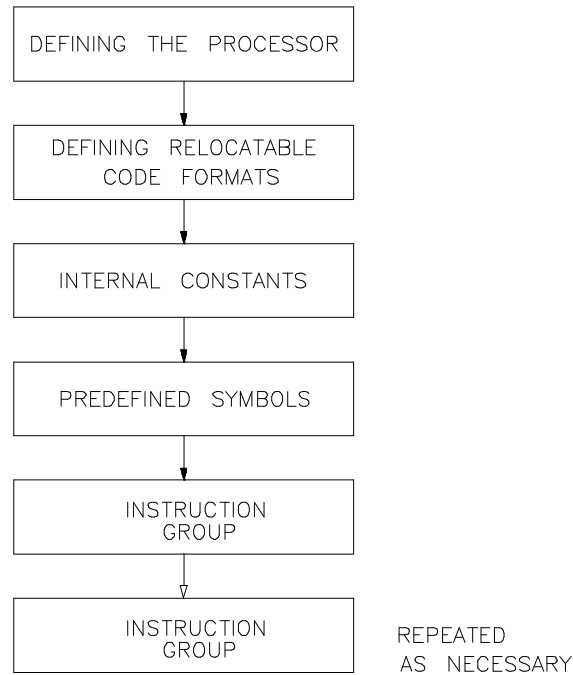 DEFINING THE PROCESSOR
DEFINING RELOCATABLE
CODE FORMATS
INTERNAL CONSTANTS
PREDEFINED SYMBOLS
INSTRUCTION
GROUP
INSTRUCTION
GROUP
REPEATED
AS NECESSARY